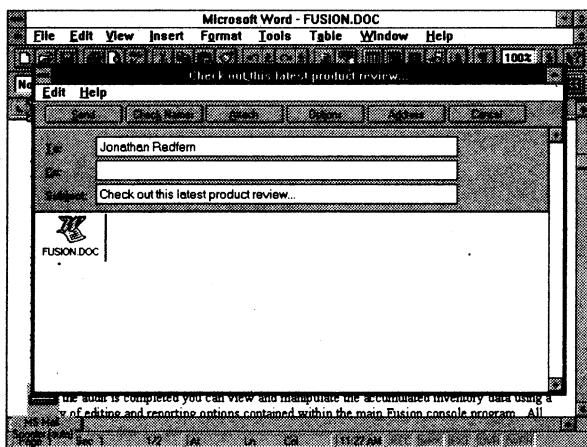 Microsoft Word - FUSION.DOC
File Edit View Insert Format Tools Table Window Help
100%
Check out this latest product review...
Edit Help
Send Check Names Attach Options Address Cancel
To: Jonathan Redfern
Cc:
Subject: Check out this latest product review...
FUSION.DOC
the audit is completed you can view and manipulate the accumulated inventory data using a
of editing and reporting options contained within the main Fusion console program. All
MS Mail
Sec 1 1/2 At Ln Col 11:27 AM